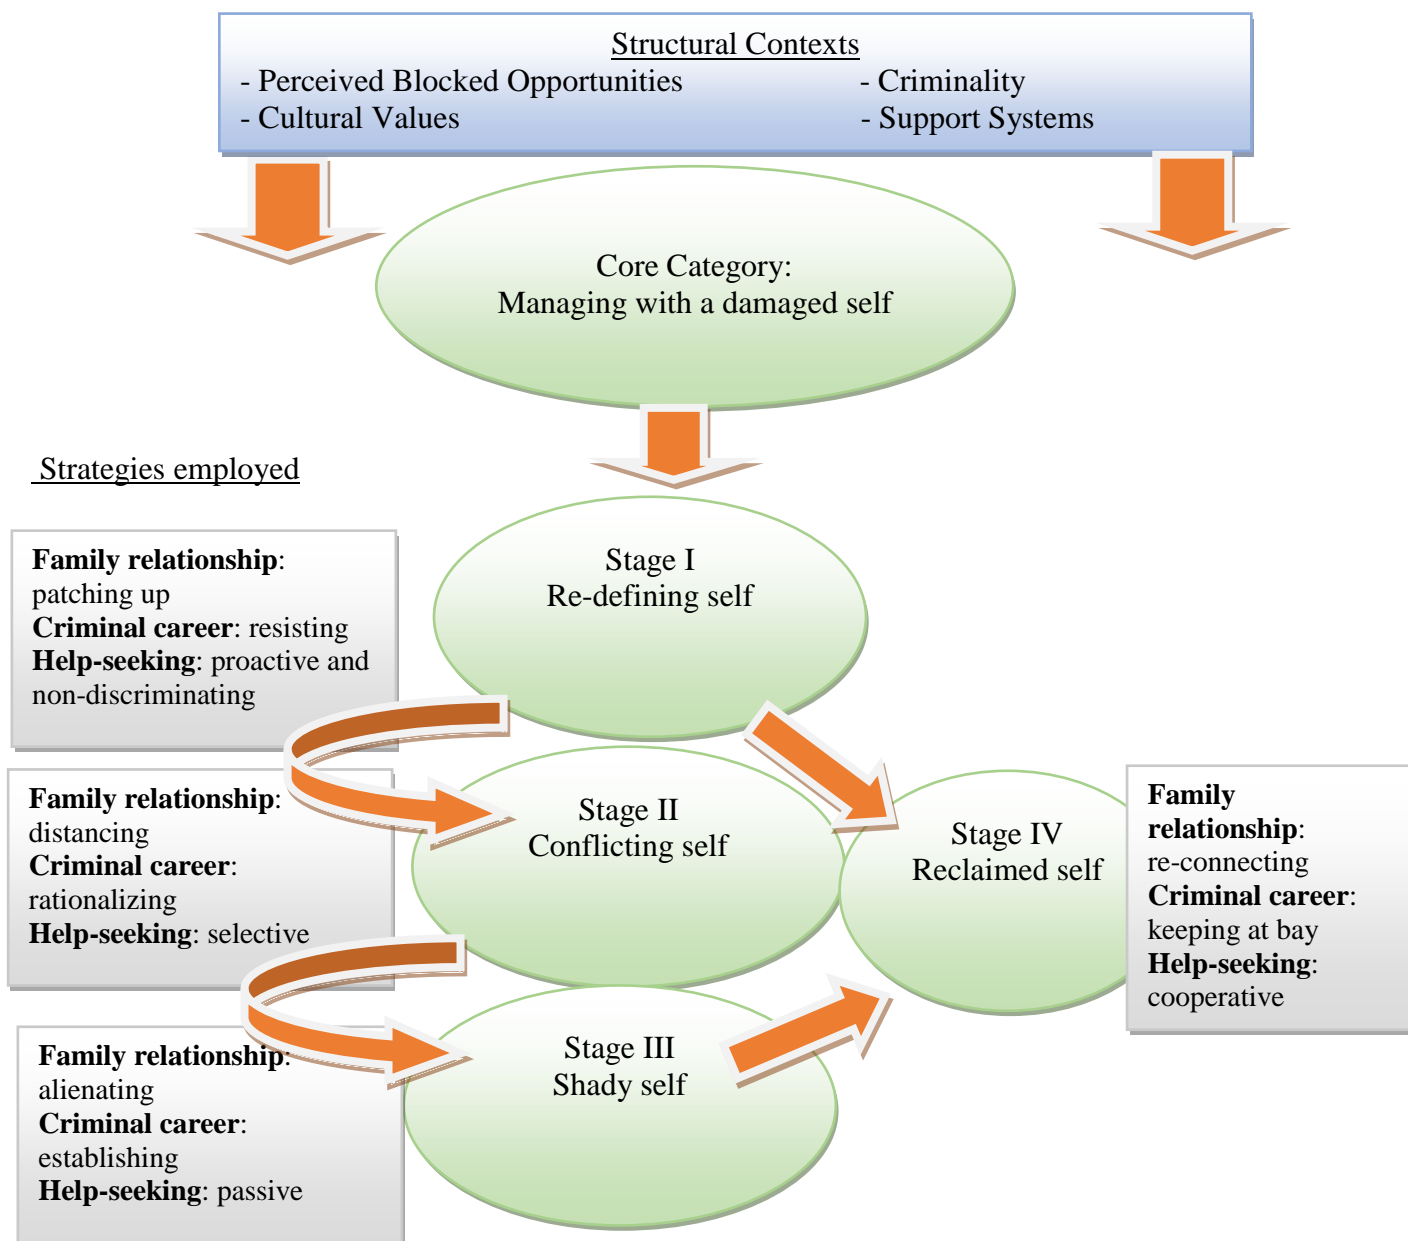 Structural Contexts
- Perceived Blocked Opportunities - Criminality
- Cultural Values - Support Systems
Core Category:
Managing with a damaged self
Strategies employed
Family relationship:
patching up
Criminal career: resisting
Help-seeking: proactive and
non-discriminating
Stage I
Re-defining self
Family relationship:
distancing
Criminal career:
rationalizing
Help-seeking: selective
Stage II
Conflicting self
Stage IV
Reclaimed self
Family
relationship:
re-connecting
Criminal career:
keeping at bay
Help-seeking:
cooperative
Family relationship:
alienating
Criminal career:
establishing
Help-seeking: passive
Stage III
Shady self